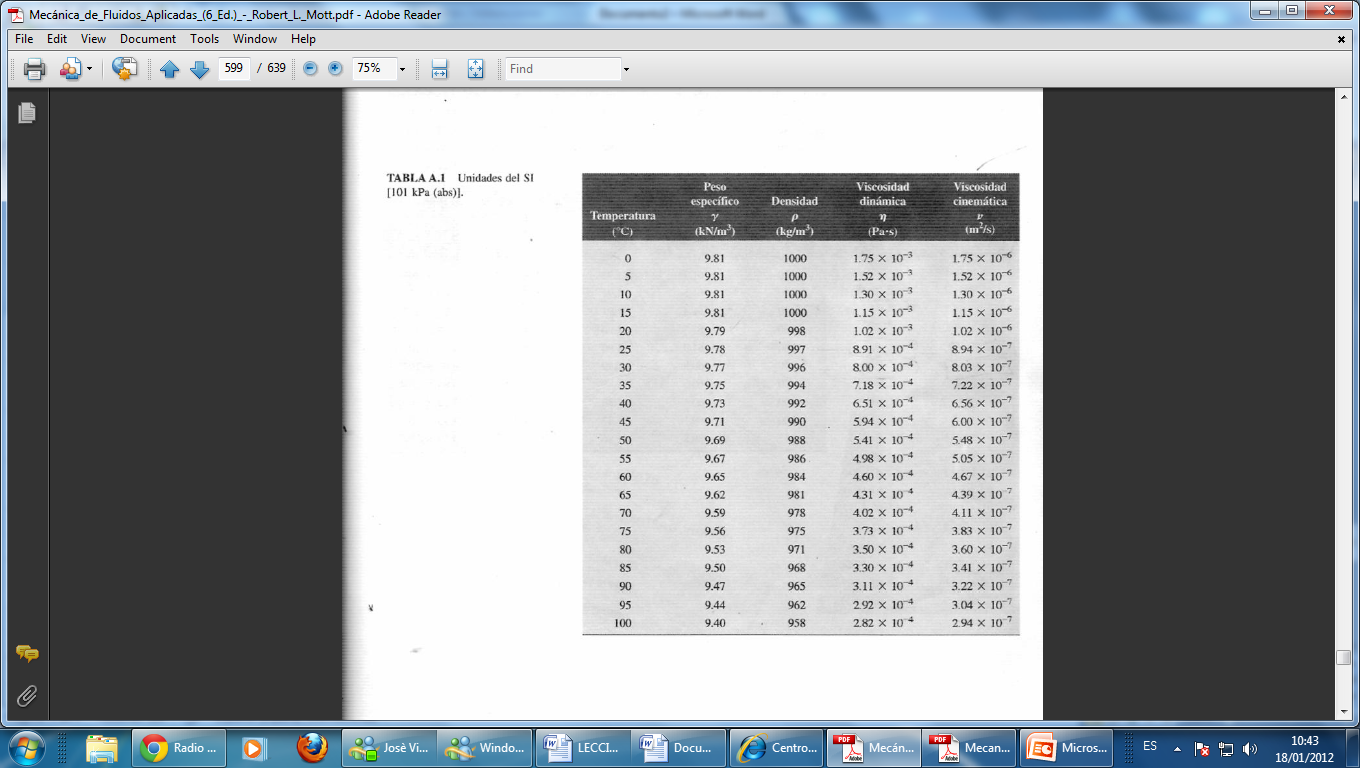 Mecánica_de_Fluidos_Aplicadas_(6_Ed.)_-_Robert_L._Mott.pdf - Adobe Reader
File Edit View Document Tools Window Help
599 / 639 75% Find
TABLA A.1 Unidades del SI
[101 kPa (abs)].
Peso Viscosidad Viscosidad
específico Densidad dinámica cinemática
Temperatura γ ρ η ν
(°C) (kN/m³) (kg/m³) (Pa·s) (m²/s)
0 9.81 1000 1.75 × 10⁻³ 1.75 × 10⁻⁶
5 9.81 1000 1.52 × 10⁻³ 1.52 × 10⁻⁶
10 9.81 1000 1.30 × 10⁻³ 1.30 × 10⁻⁶
15 9.81 1000 1.15 × 10⁻³ 1.15 × 10⁻⁶
20 9.79 998 1.02 × 10⁻³ 1.02 × 10⁻⁶
25 9.78 997 8.91 × 10⁻⁴ 8.94 × 10⁻⁷
30 9.77 996 8.00 × 10⁻⁴ 8.03 × 10⁻⁷
35 9.75 994 7.18 × 10⁻⁴ 7.22 × 10⁻⁷
40 9.73 992 6.51 × 10⁻⁴ 6.56 × 10⁻⁷
45 9.71 990 5.94 × 10⁻⁴ 6.00 × 10⁻⁷
50 9.69 988 5.41 × 10⁻⁴ 5.48 × 10⁻⁷
55 9.67 986 4.98 × 10⁻⁴ 5.05 × 10⁻⁷
60 9.65 984 4.60 × 10⁻⁴ 4.67 × 10⁻⁷
65 9.62 981 4.31 × 10⁻⁴ 4.39 × 10⁻⁷
70 9.59 978 4.02 × 10⁻⁴ 4.11 × 10⁻⁷
75 9.56 975 3.73 × 10⁻⁴ 3.83 × 10⁻⁷
80 9.53 971 3.50 × 10⁻⁴ 3.60 × 10⁻⁷
85 9.50 968 3.30 × 10⁻⁴ 3.41 × 10⁻⁷
90 9.47 965 3.11 × 10⁻⁴ 3.22 × 10⁻⁷
95 9.44 962 2.92 × 10⁻⁴ 3.04 × 10⁻⁷
100 9.40 958 2.82 × 10⁻⁴ 2.94 × 10⁻⁷
Radio ... Josè Vi... Windo... LECCI... Docu... Centro... Mecán... Mecan... Micros... ES 10:43
18/01/2012